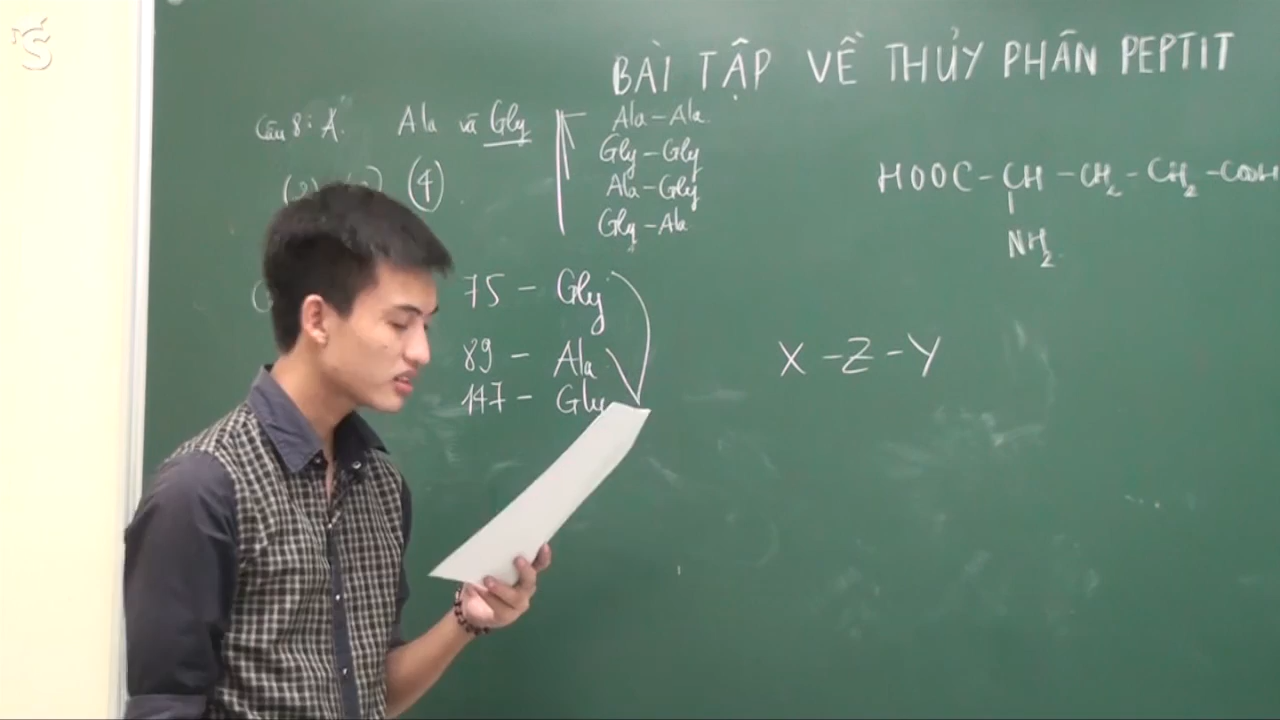 BÀI TẬP VỀ THỦY PHÂN PEPTIT
Câu 8: A. Ala và Gly
Ala-Ala
Gly-Gly
Ala-Gly
Gly-Ala
(4)
HOOC-CH-CH2-CH2-COOH
NH2
75 - Gly
89 - Ala
147 - Glu
X-Z-Y